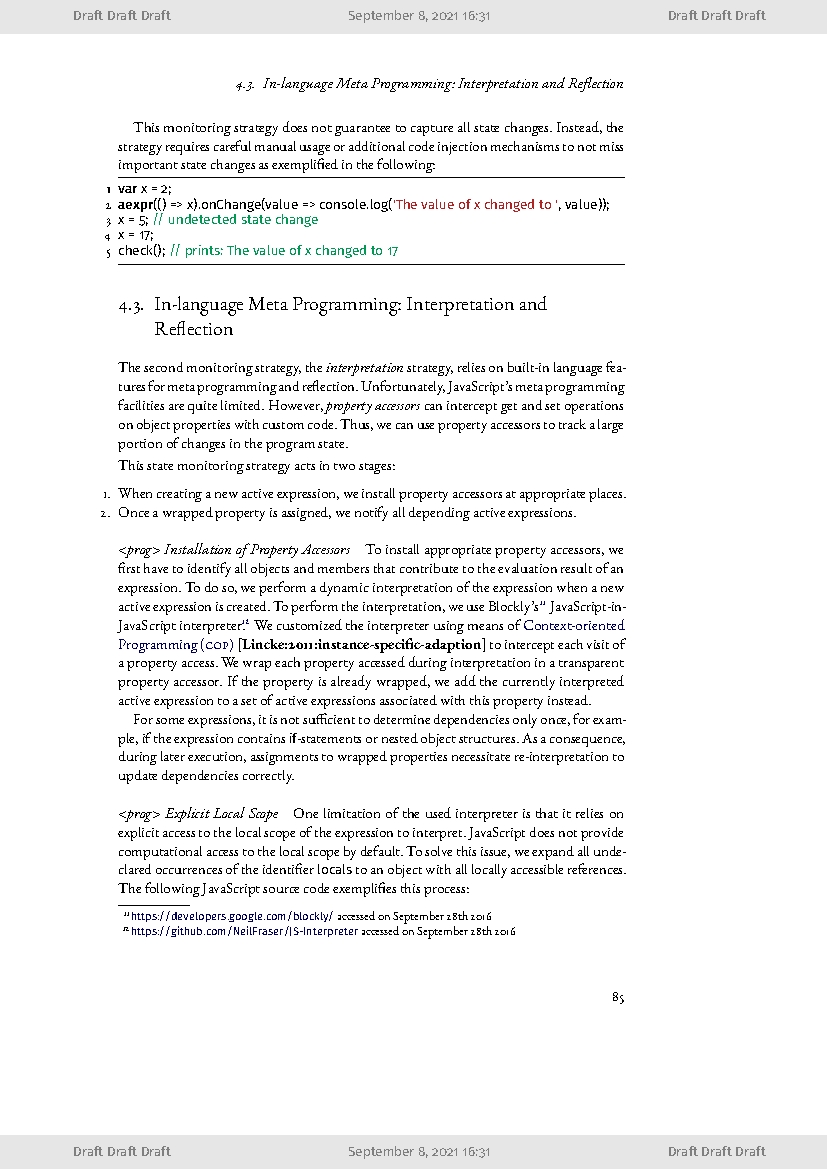 Draft Draft Draft September 8, 2021 16:31 Draft Draft Draft
4.3. In-language Meta Programming: Interpretation and Reflection
This monitoring strategy does not guarantee to capture all state changes. Instead, the
strategy requires careful manual usage or additional code injection mechanisms to not miss
important state changes as exemplified in the following:
1 var x = 2;
2 aexpr(() => x).onChange(value => console.log('The value of x changed to ', value));
3 x = 5; // undetected state change
4 x = 17;
5 check(); // prints: The value of x changed to 17
4.3. In-language Meta Programming: Interpretation and
Reflection
The second monitoring strategy, the interpretation strategy, relies on built-in language fea-
tures for meta programming and reflection. Unfortunately, JavaScript's meta programming
facilities are quite limited. However, property accessors can intercept get and set operations
on object properties with custom code. Thus, we can use property accessors to track a large
portion of changes in the program state.
This state monitoring strategy acts in two stages:
1. When creating a new active expression, we install property accessors at appropriate places.
2. Once a wrapped property is assigned, we notify all depending active expressions.
<prog> Installation of Property Accessors To install appropriate property accessors, we
first have to identify all objects and members that contribute to the evaluation result of an
expression. To do so, we perform a dynamic interpretation of the expression when a new
active expression is created. To perform the interpretation, we use Blockly's¹¹ JavaScript-in-
JavaScript interpreter.¹² We customized the interpreter using means of Context-oriented
Programming (COP) [Lincke:2011:instance-specific-adaption] to intercept each visit of
a property access. We wrap each property accessed during interpretation in a transparent
property accessor. If the property is already wrapped, we add the currently interpreted
active expression to a set of active expressions associated with this property instead.
For some expressions, it is not sufficient to determine dependencies only once, for exam-
ple, if the expression contains if-statements or nested object structures. As a consequence,
during later execution, assignments to wrapped properties necessitate re-interpretation to
update dependencies correctly.
<prog> Explicit Local Scope One limitation of the used interpreter is that it relies on
explicit access to the local scope of the expression to interpret. JavaScript does not provide
computational access to the local scope by default. To solve this issue, we expand all unde-
clared occurrences of the identifier locals to an object with all locally accessible references.
The following JavaScript source code exemplifies this process:
¹¹https://developers.google.com/blockly/ accessed on September 28th 2016
¹²https://github.com/NeilFraser/JS-Interpreter accessed on September 28th 2016
85
Draft Draft Draft September 8, 2021 16:31 Draft Draft Draft